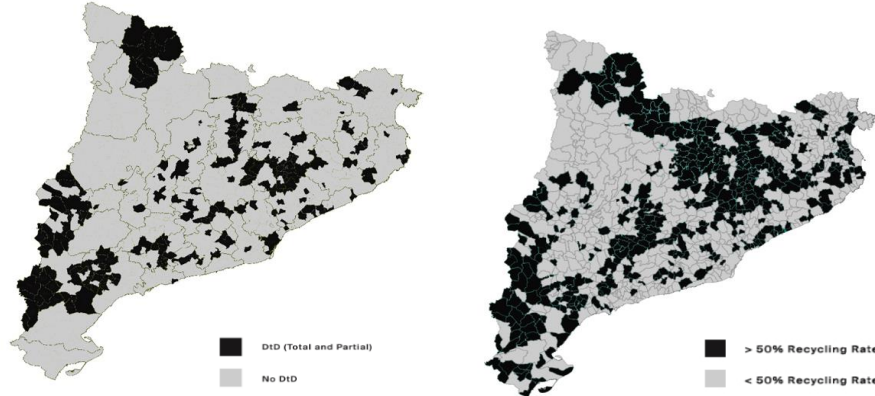 DtD (Total and Partial)
No DtD
> 50% Recycling Rate
< 50% Recycling Rate